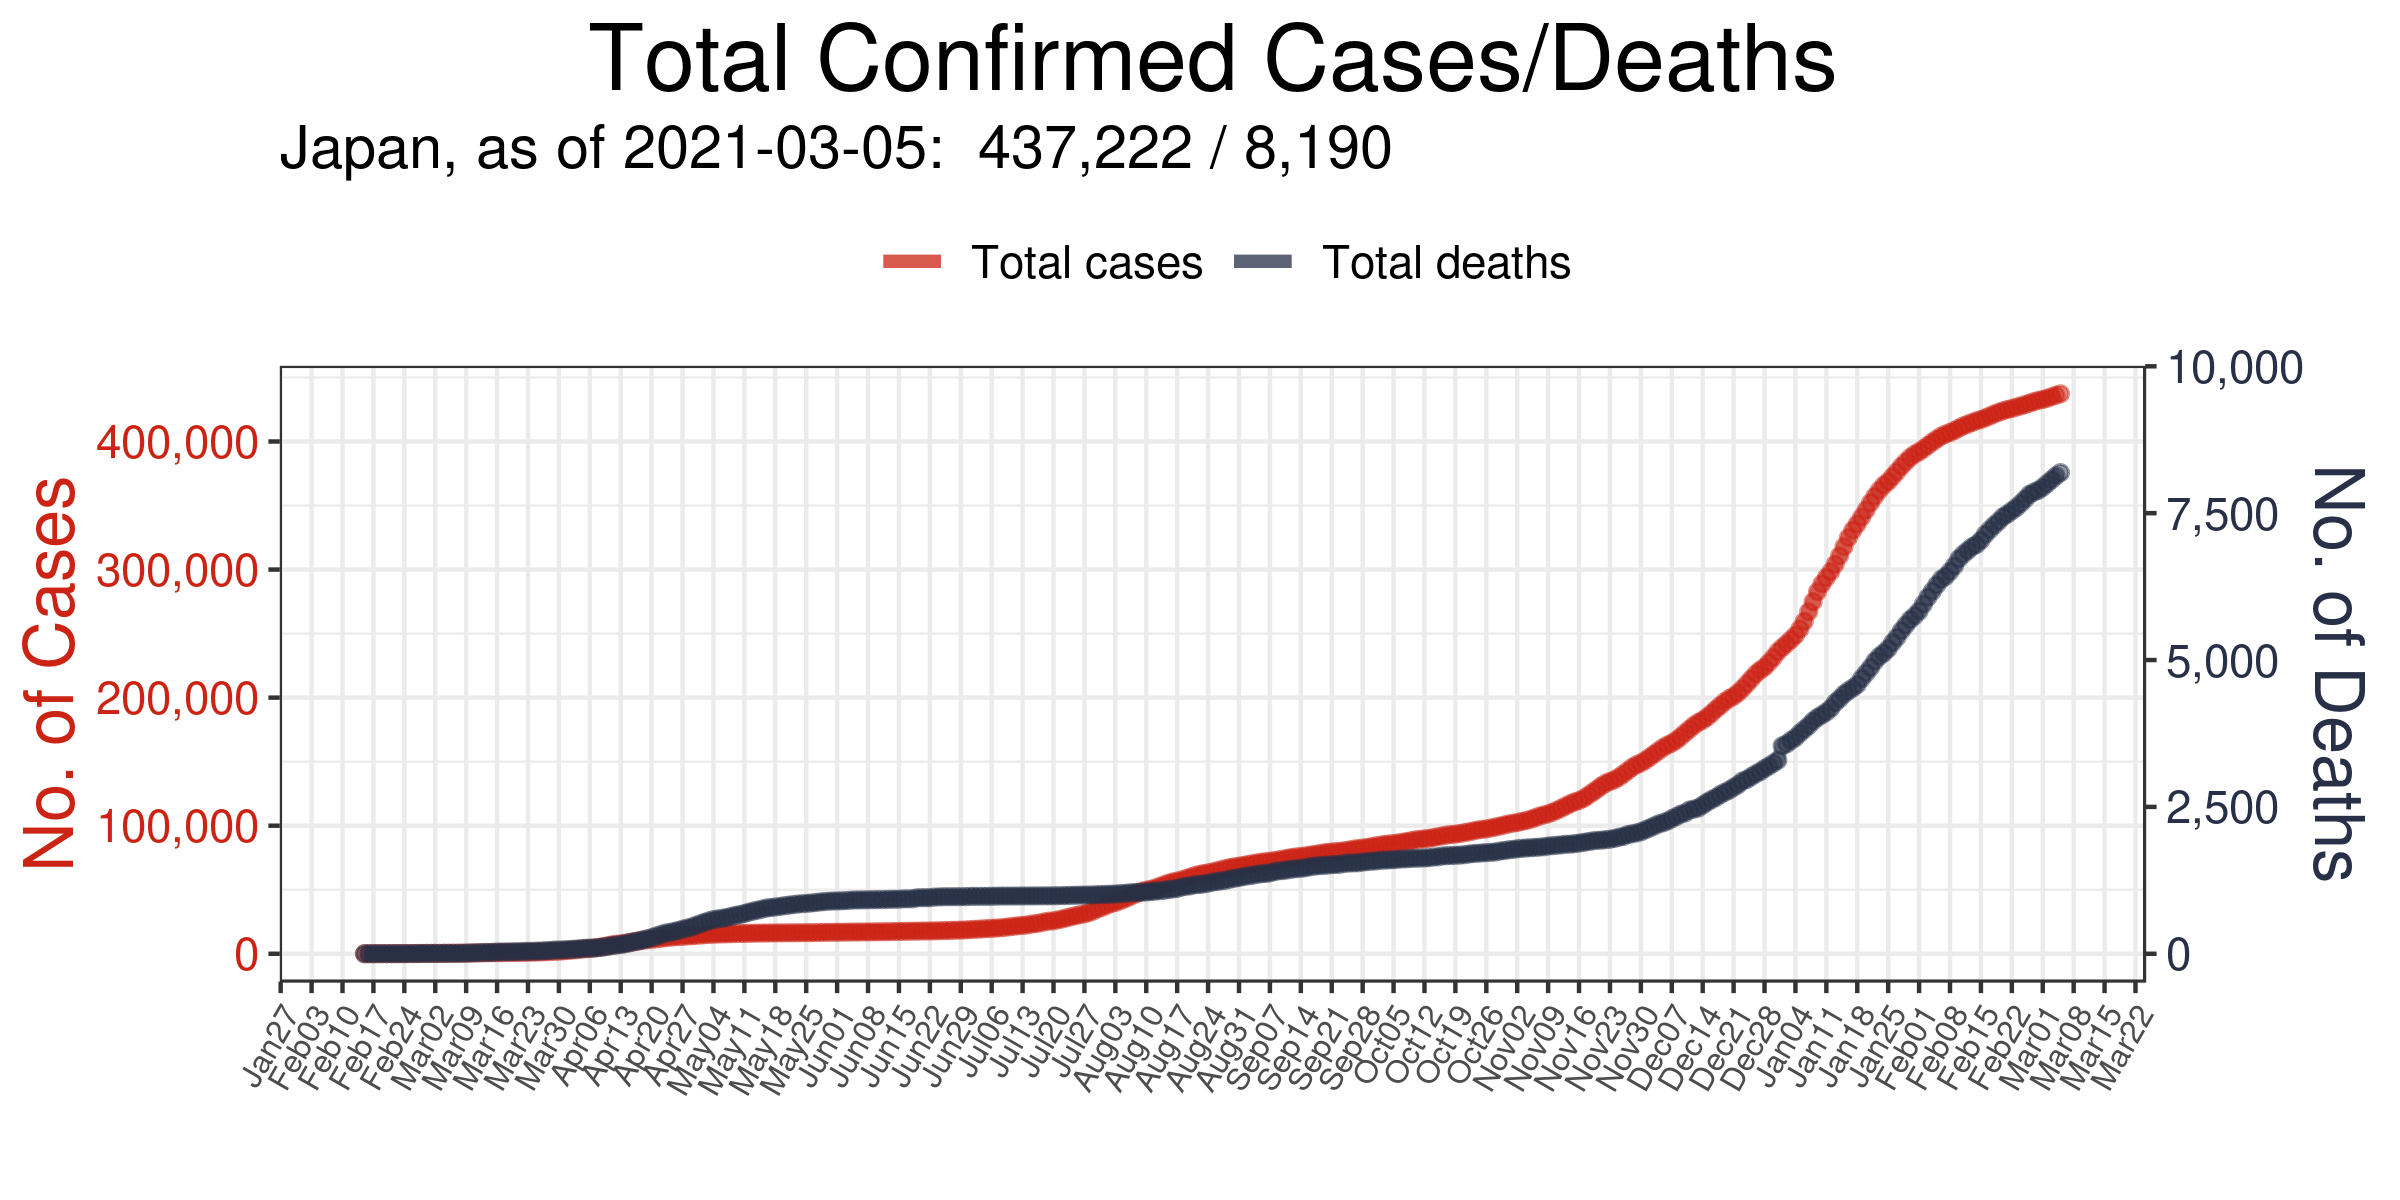 Total Confirmed Cases/Deaths
Japan, as of 2021-03-05:  437,222 / 8,190
Total cases
Total deaths
No. of Cases
400,000
300,000
200,000
100,000
0
10,000
7,500
5,000
2,500
0
No. of Deaths
Jan27
Feb03
Feb10
Feb17
Feb24
Mar02
Mar09
Mar16
Mar23
Mar30
Apr06
Apr13
Apr20
Apr27
May04
May11
May18
May25
Jun01
Jun08
Jun15
Jun22
Jun29
Jul06
Jul13
Jul20
Jul27
Aug03
Aug10
Aug17
Aug24
Aug31
Sep07
Sep14
Sep21
Sep28
Oct05
Oct12
Oct19
Oct26
Nov02
Nov09
Nov16
Nov23
Nov30
Dec07
Dec14
Dec21
Dec28
Jan04
Jan11
Jan18
Jan25
Feb01
Feb08
Feb15
Feb22
Mar01
Mar08
Mar15
Mar22